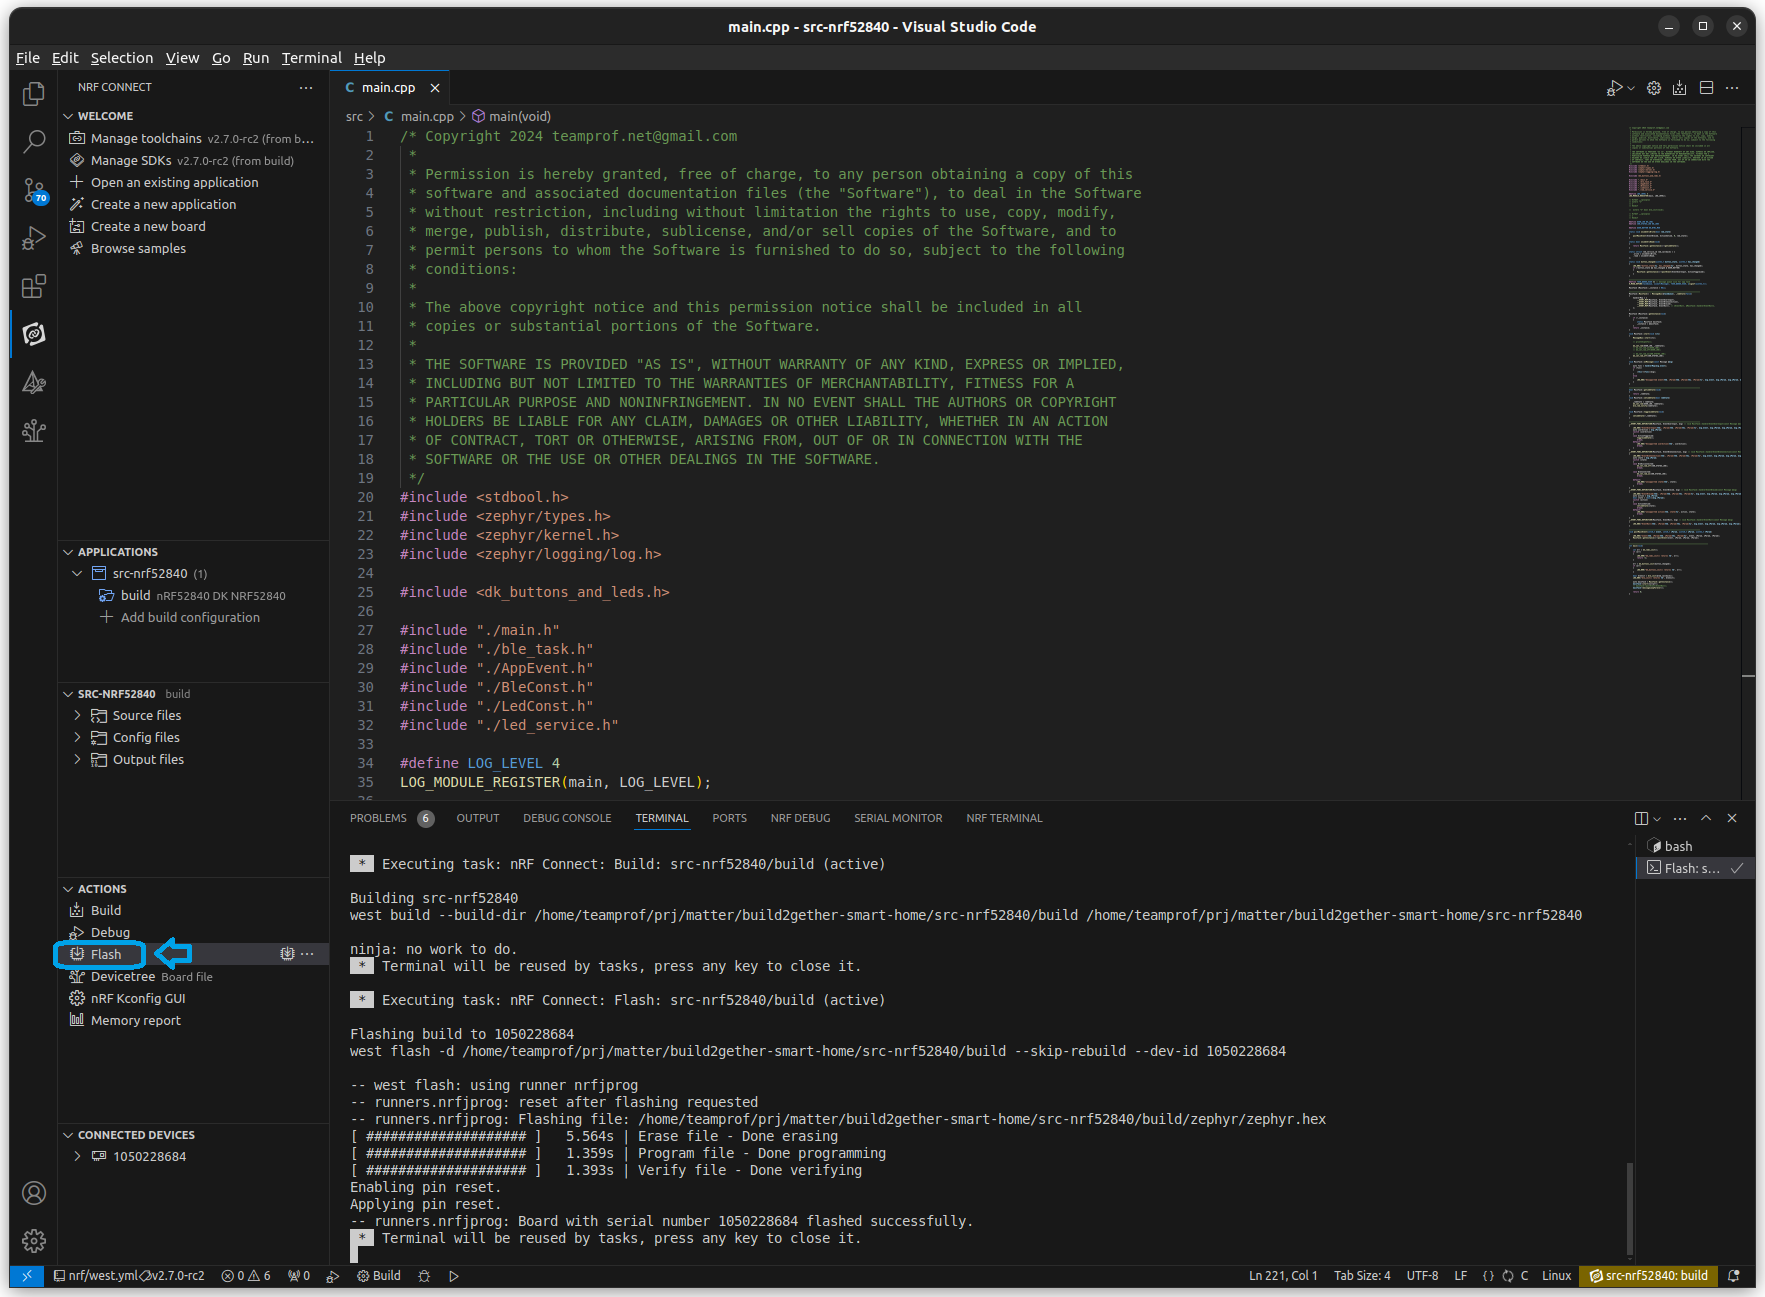 main.cpp - src-nrf52840 - Visual Studio Code
File Edit Selection View Go Run Terminal Help
NRF CONNECT
WELCOME
Manage toolchains v2.7.0-rc2 (from b...
Manage SDKs v2.7.0-rc2 (from build)
Open an existing application
Create a new application
Create a new board
Browse samples
APPLICATIONS
src-nrf52840 (1)
build nRF52840 DK NRF52840
Add build configuration
SRC-NRF52840 build
Source files
Config files
Output files
ACTIONS
Build
Debug
Flash
Devicetree Board file
nRF Kconfig GUI
Memory report
CONNECTED DEVICES
1050228684
70
C main.cpp
src > C main.cpp > main(void)
1 /* Copyright 2024 teamprof.net@gmail.com
2 *
3 * Permission is hereby granted, free of charge, to any person obtaining a copy of this
4 * software and associated documentation files (the "Software"), to deal in the Software
5 * without restriction, including without limitation the rights to use, copy, modify,
6 * merge, publish, distribute, sublicense, and/or sell copies of the Software, and to
7 * permit persons to whom the Software is furnished to do so, subject to the following
8 * conditions:
9 *
10 * The above copyright notice and this permission notice shall be included in all
11 * copies or substantial portions of the Software.
12 *
13 * THE SOFTWARE IS PROVIDED "AS IS", WITHOUT WARRANTY OF ANY KIND, EXPRESS OR IMPLIED,
14 * INCLUDING BUT NOT LIMITED TO THE WARRANTIES OF MERCHANTABILITY, FITNESS FOR A
15 * PARTICULAR PURPOSE AND NONINFRINGEMENT. IN NO EVENT SHALL THE AUTHORS OR COPYRIGHT
16 * HOLDERS BE LIABLE FOR ANY CLAIM, DAMAGES OR OTHER LIABILITY, WHETHER IN AN ACTION
17 * OF CONTRACT, TORT OR OTHERWISE, ARISING FROM, OUT OF OR IN CONNECTION WITH THE
18 * SOFTWARE OR THE USE OR OTHER DEALINGS IN THE SOFTWARE.
19 */
20 #include <stdbool.h>
21 #include <zephyr/types.h>
22 #include <zephyr/kernel.h>
23 #include <zephyr/logging/log.h>
24
25 #include <dk_buttons_and_leds.h>
26
27 #include "./main.h"
28 #include "./ble_task.h"
29 #include "./AppEvent.h"
30 #include "./BleConst.h"
31 #include "./LedConst.h"
32 #include "./led_service.h"
33
34 #define LOG_LEVEL 4
35 LOG_MODULE_REGISTER(main, LOG_LEVEL);
PROBLEMS 6 OUTPUT DEBUG CONSOLE TERMINAL PORTS NRF DEBUG SERIAL MONITOR NRF TERMINAL
bash
Flash: s...
* Executing task: nRF Connect: Build: src-nrf52840/build (active)
Building src-nrf52840
west build --build-dir /home/teamprof/prj/matter/build2gether-smart-home/src-nrf52840/build /home/teamprof/prj/matter/build2gether-smart-home/src-nrf52840
ninja: no work to do.
* Terminal will be reused by tasks, press any key to close it.
* Executing task: nRF Connect: Flash: src-nrf52840/build (active)
Flashing build to 1050228684
west flash -d /home/teamprof/prj/matter/build2gether-smart-home/src-nrf52840/build --skip-rebuild --dev-id 1050228684
-- west flash: using runner nrfjprog
-- runners.nrfjprog: reset after flashing requested
-- runners.nrfjprog: Flashing file: /home/teamprof/prj/matter/build2gether-smart-home/src-nrf52840/build/zephyr/zephyr.hex
[ #################### ] 5.564s | Erase file - Done erasing
[ #################### ] 1.359s | Program file - Done programming
[ #################### ] 1.393s | Verify file - Done verifying
Enabling pin reset.
Applying pin reset.
-- runners.nrfjprog: Board with serial number 1050228684 flashed successfully.
* Terminal will be reused by tasks, press any key to close it.
nrf/west.yml v2.7.0-rc2 0 6 0 Build Ln 221, Col 1 Tab Size: 4 UTF-8 LF {} C Linux src-nrf52840: build